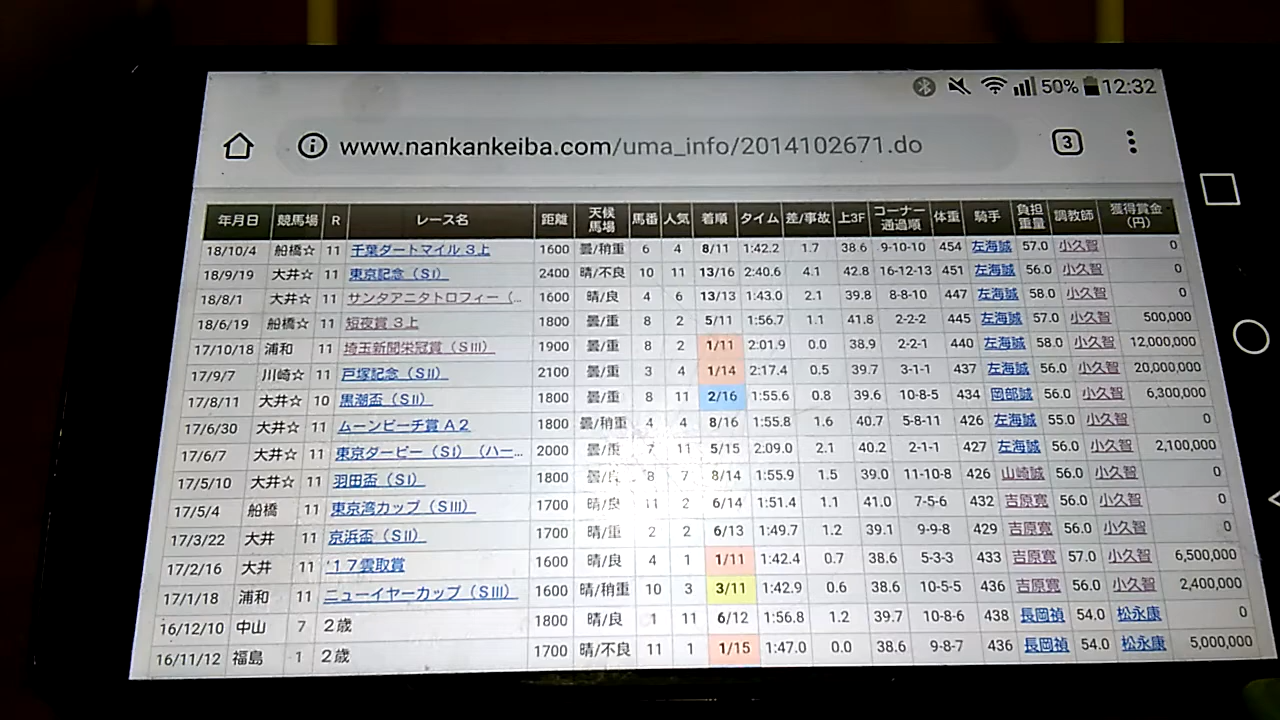 50% 12:32
www.nankankeiba.com/uma_info/2014102671.do 3
年月日 競馬場 R レース名 距離 天候 馬場 馬番 人気 着順 タイム 差/事故 上3F コーナー 通過順 体重 騎手 負担 重量 調教師 獲得賞金 (円)
18/10/4 船橋☆ 11 千葉ダートマイル 3上 1600 曇/稍重 6 4 8/11 1:42.2 1.7 38.6 9-10-10 454 左海誠 57.0 小久智 0
18/9/19 大井☆ 11 東京記念(SⅠ) 2400 晴/不良 10 11 13/16 2:40.6 4.1 42.8 16-12-13 451 左海誠 56.0 小久智 0
18/8/1 大井☆ 11 サンタアニタトロフィー(... 1600 晴/良 4 6 13/13 1:43.0 2.1 39.8 8-8-10 447 左海誠 58.0 小久智 0
18/6/19 船橋☆ 11 短夜賞 3上 1800 曇/重 8 2 5/11 1:56.7 1.1 41.8 2-2-2 445 左海誠 57.0 小久智 500,000
17/10/18 浦和 11 埼玉新聞栄冠賞(SⅢ) 1900 曇/重 8 2 1/11 2:01.9 0.0 38.9 2-2-1 440 左海誠 58.0 小久智 12,000,000
17/9/7 川崎☆ 11 戸塚記念(SⅡ) 2100 曇/重 3 4 1/14 2:17.4 0.5 39.7 3-1-1 437 左海誠 56.0 小久智 20,000,000
17/8/11 大井☆ 10 黒潮盃(SⅡ) 1800 曇/重 8 11 2/16 1:55.6 0.8 39.6 10-8-5 434 岡部誠 56.0 小久智 6,300,000
17/6/30 大井☆ 11 ムーンビーチ賞 A2 1800 曇/稍重 4 4 8/16 1:55.8 1.6 40.7 5-8-11 426 左海誠 55.0 小久智 0
17/6/7 大井☆ 11 東京ダービー(SⅠ)(ハー... 2000 曇/重 7 11 5/15 2:09.0 2.1 40.2 2-1-1 427 左海誠 56.0 小久智 2,100,000
17/5/10 大井☆ 11 羽田盃(SⅠ) 1800 曇/良 8 7 8/14 1:55.9 1.5 39.0 11-10-8 426 山崎誠 56.0 小久智 0
17/5/4 船橋 11 東京湾カップ(SⅢ) 1700 晴/良 11 2 6/14 1:51.4 1.1 41.0 7-5-6 432 吉原寛 56.0 小久智 0
17/3/22 大井 11 京浜盃(SⅡ) 1700 晴/重 2 2 6/13 1:49.7 1.2 39.1 9-9-8 429 吉原寛 56.0 小久智 0
17/2/16 大井 11 '17雲取賞 1600 晴/良 4 1 1/11 1:42.4 0.7 38.6 5-3-3 433 吉原寛 57.0 小久智 6,500,000
17/1/18 浦和 11 ニューイヤーカップ(SⅢ) 1600 晴/稍重 10 3 3/11 1:42.9 0.6 38.6 10-5-5 436 吉原寛 56.0 小久智 2,400,000
16/12/10 中山 7 2歳 1800 晴/良 1 11 6/12 1:56.8 1.2 39.7 10-8-6 438 長岡禎 54.0 松永康 0
16/11/12 福島 1 2歳 1700 晴/不良 11 1 1/15 1:47.0 0.0 38.6 9-8-7 436 長岡禎 54.0 松永康 5,000,000